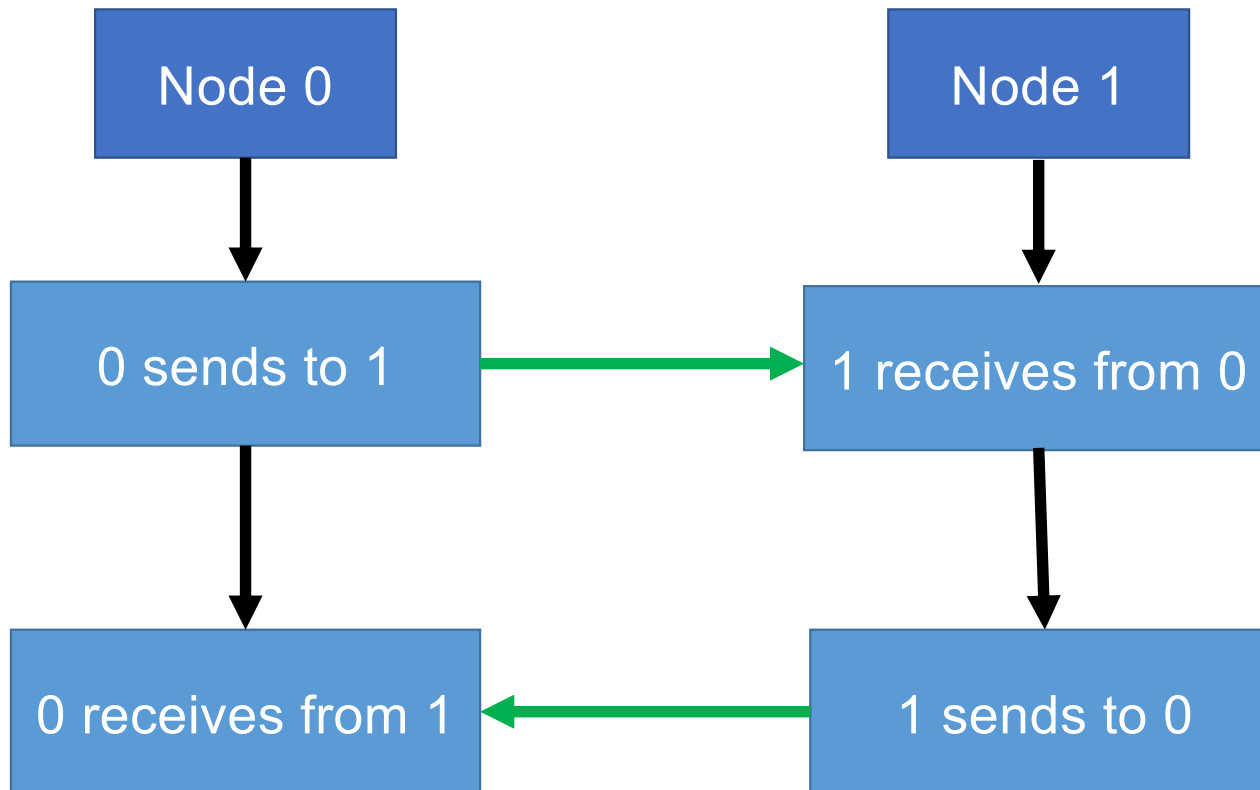 Node 0
Node 1
0 sends to 1
1 receives from 0
0 receives from 1
1 sends to 0